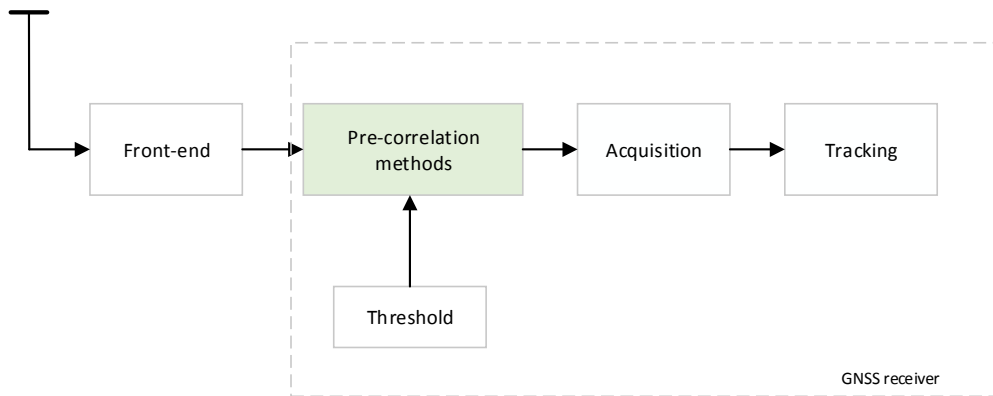 Front-end
Pre-correlation
methods
Acquisition
Tracking
Threshold
GNSS receiver